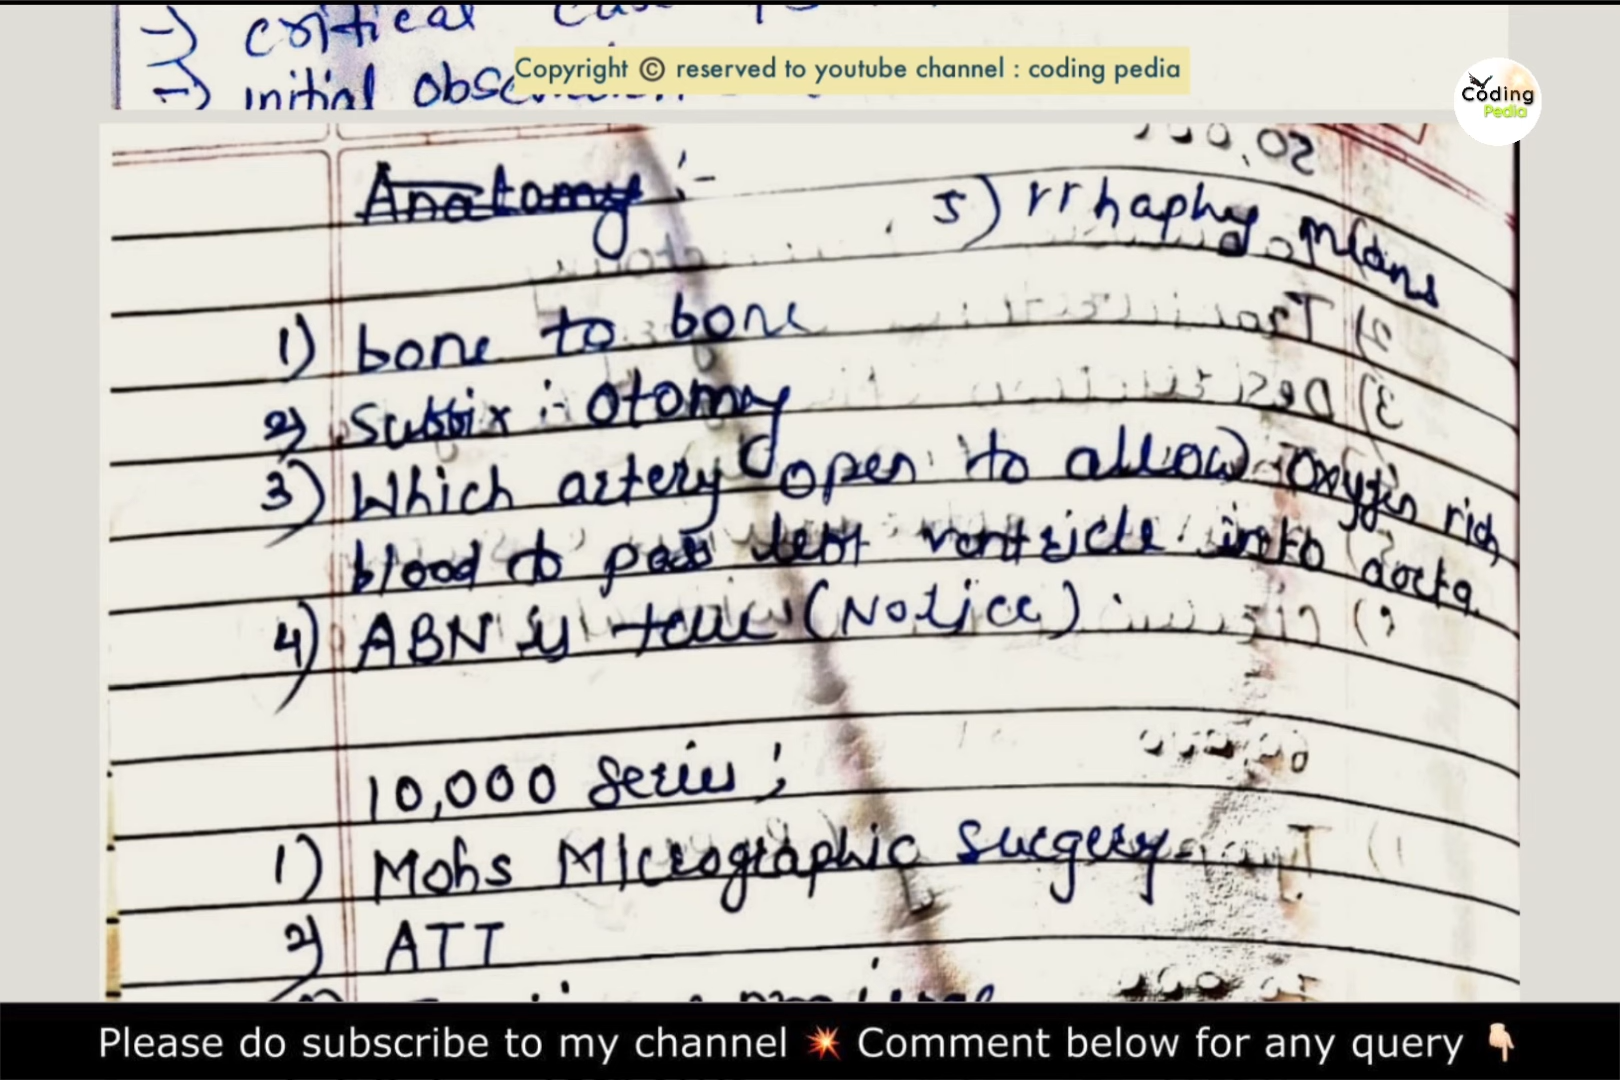 -) critical
Copyright © reserved to youtube channel : coding pedia
-) initial
Coding
Pedia
Anatomy :-
5) rrhaphy means
1) bone to bone
2) Suffix :- otomy
3) Which artery open to allow oxygen rich
blood to pass left ventricle into aorta
4) ABN is true (Notice)
10,000 Series ;
1) Mohs Micrographic Surgery
2) ATT
Please do subscribe to my channel 💥 Comment below for any query 👇🏻